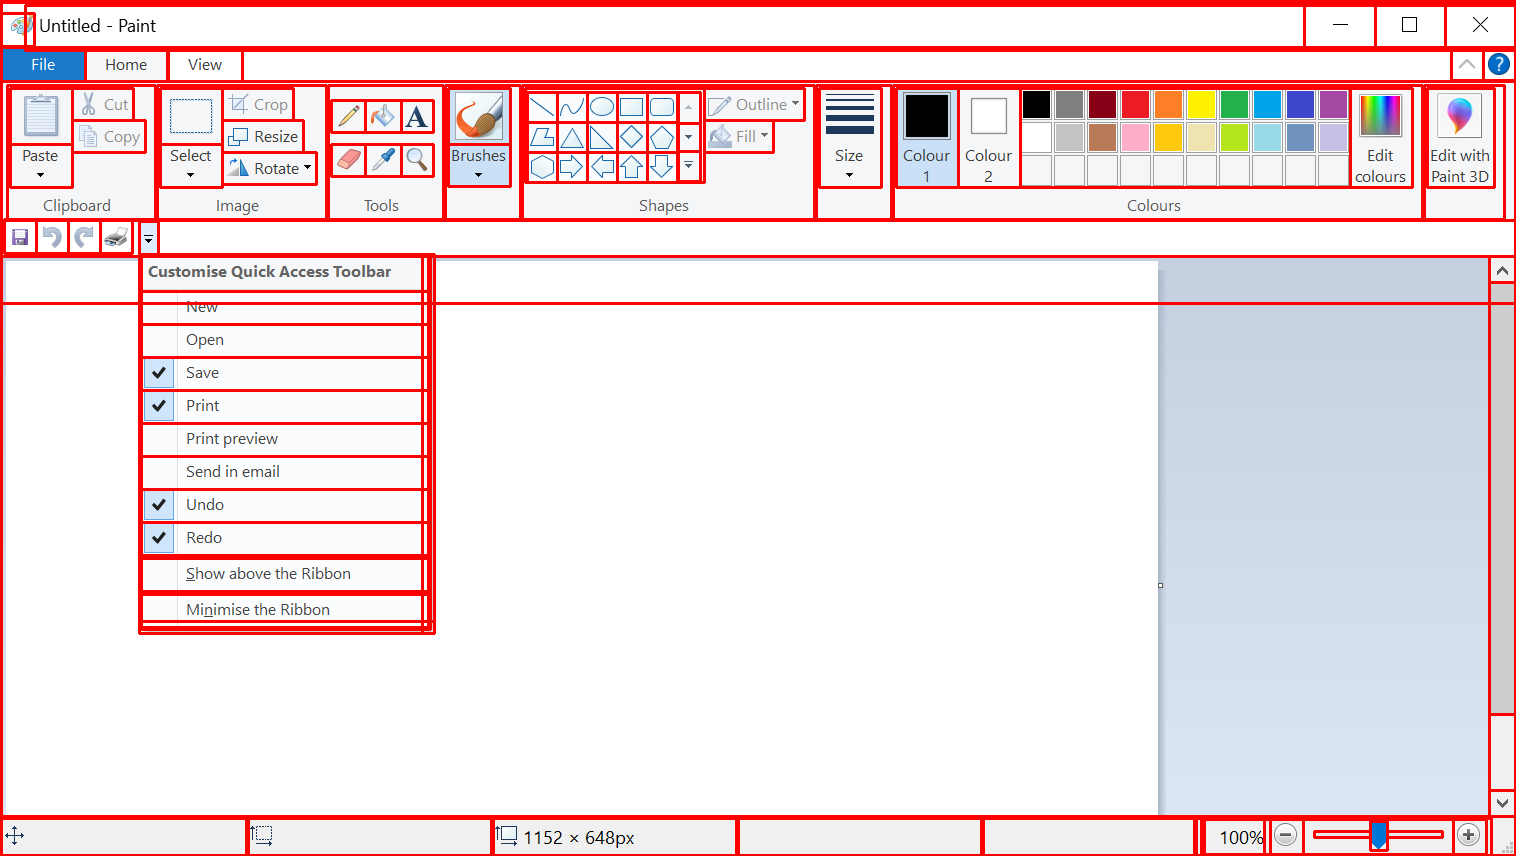 Untitled - Paint
File Home View
Cut
Copy
Paste
Clipboard
Crop
Resize
Rotate
Select
Image
A
Tools
Brushes
Outline
Fill
Shapes
Size
Colour
1
Colour
2
Edit
colours
Colours
Edit with
Paint 3D
Customise Quick Access Toolbar
New
Open
Save
Print
Print preview
Send in email
Undo
Redo
Show above the Ribbon
Minimise the Ribbon
1152 × 648px
100%